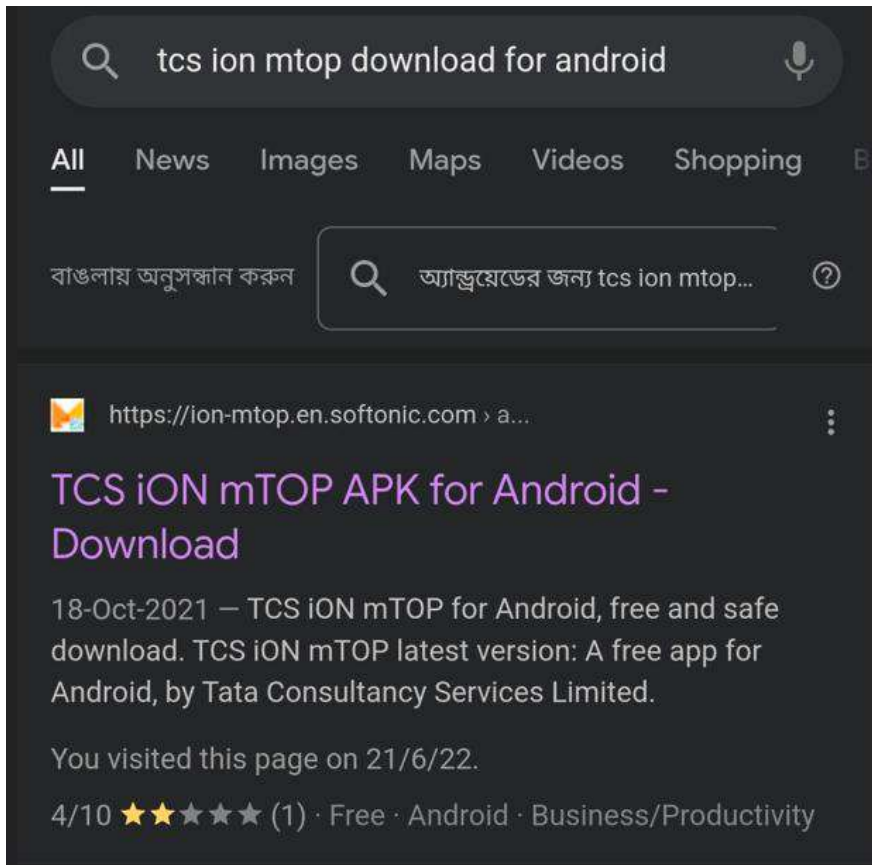 tcs ion mtop download for android
All News Images Maps Videos Shopping B
বাঙলায় অনুসন্ধান করুন অ্যান্ড্রয়েডের জন্য tcs ion mtop...
https://ion-mtop.en.softonic.com › a...
TCS iON mTOP APK for Android -
Download
18-Oct-2021 — TCS iON mTOP for Android, free and safe
download. TCS iON mTOP latest version: A free app for
Android, by Tata Consultancy Services Limited.
You visited this page on 21/6/22.
4/10 ★★★★★ (1) · Free · Android · Business/Productivity